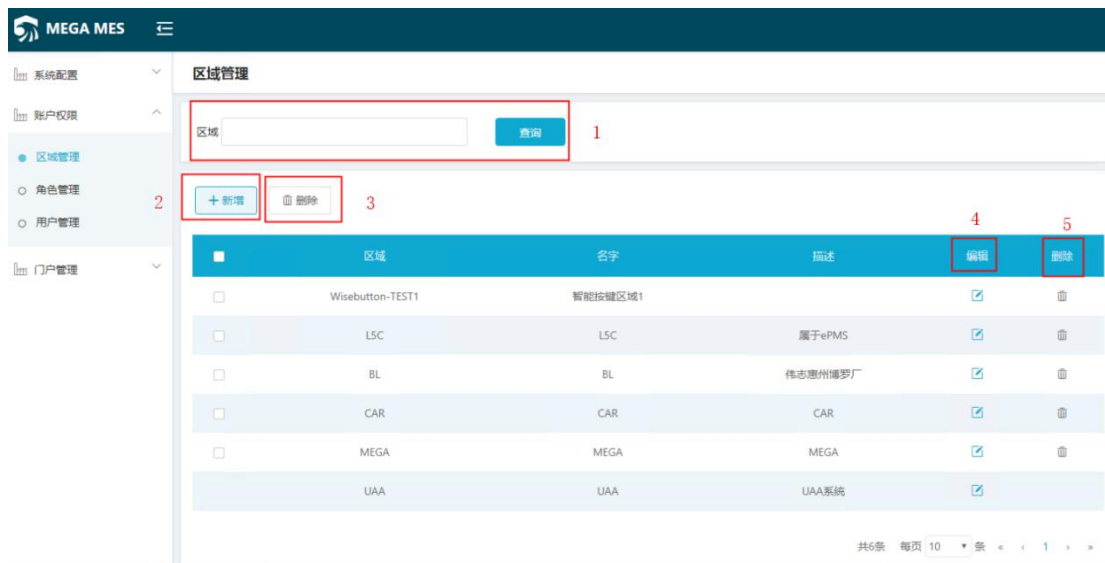 MEGA MES
系统配置
账户权限
区域管理
角色管理
用户管理
门户管理
区域管理
区域 查询 1
2 + 新增 删除 3
4 5
区域 名字 描述 编辑 删除
Wisebutton-TEST1 智能按键区域1
L5C L5C 属于ePMS
BL BL 伟志惠州博罗厂
CAR CAR CAR
MEGA MEGA MEGA
UAA UAA UAA系统
共6条 每页 10 条 « ‹ 1 › »